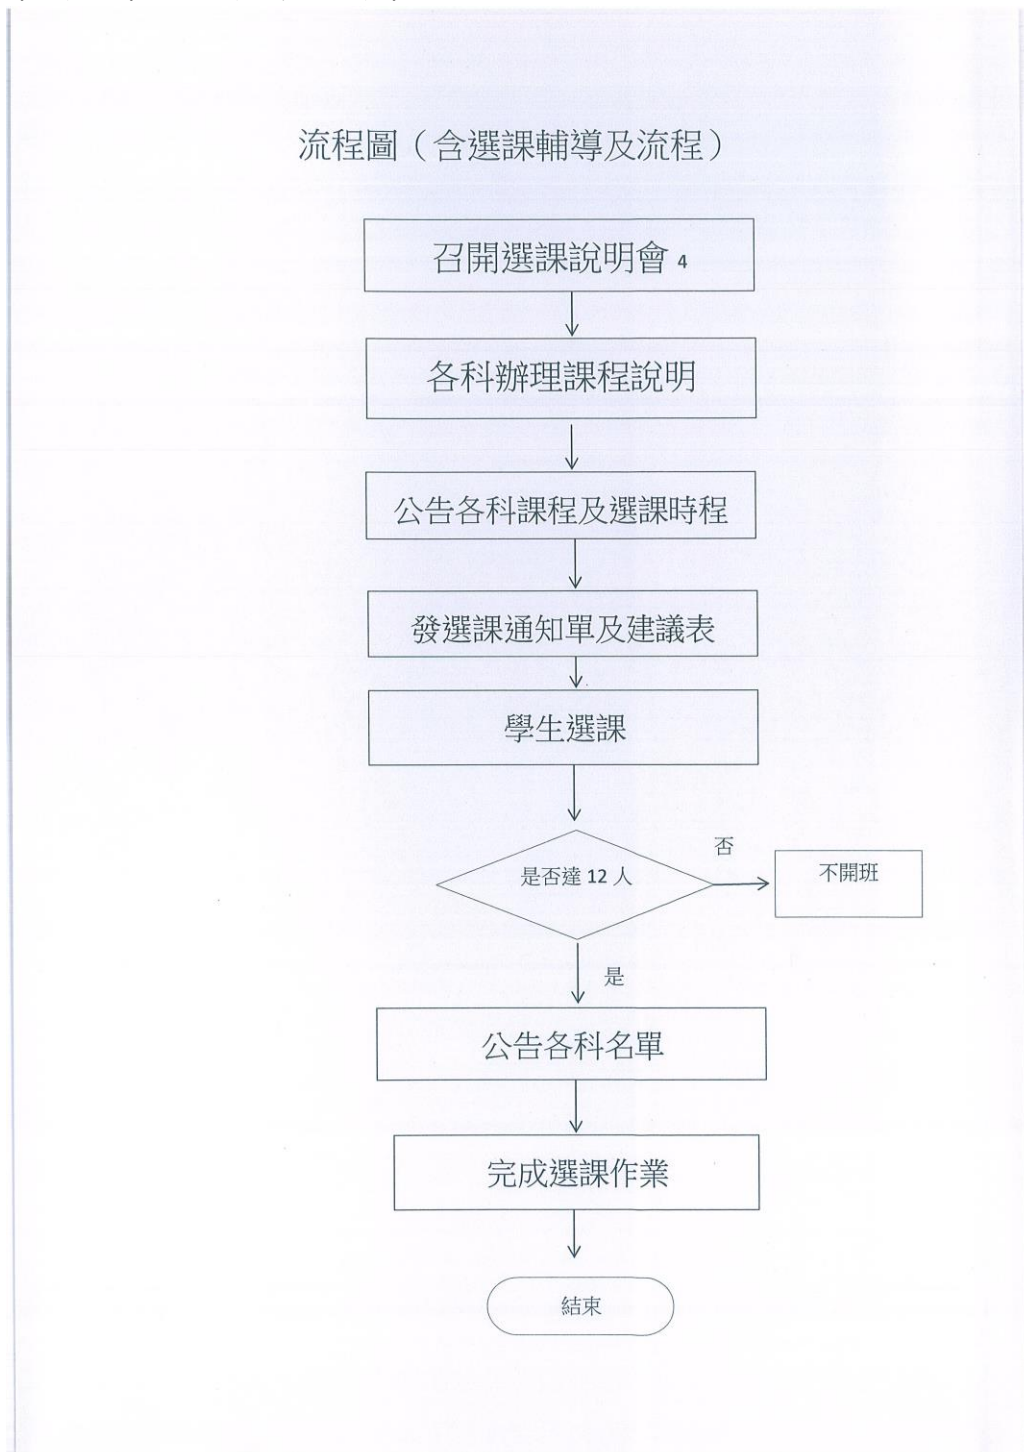 流程圖（含選課輔導及流程）
召開選課說明會 4
各科辦理課程說明
公告各科課程及選課時程
發選課通知單及建議表
學生選課
是否達 12 人
否
不開班
是
公告各科名單
完成選課作業
結束